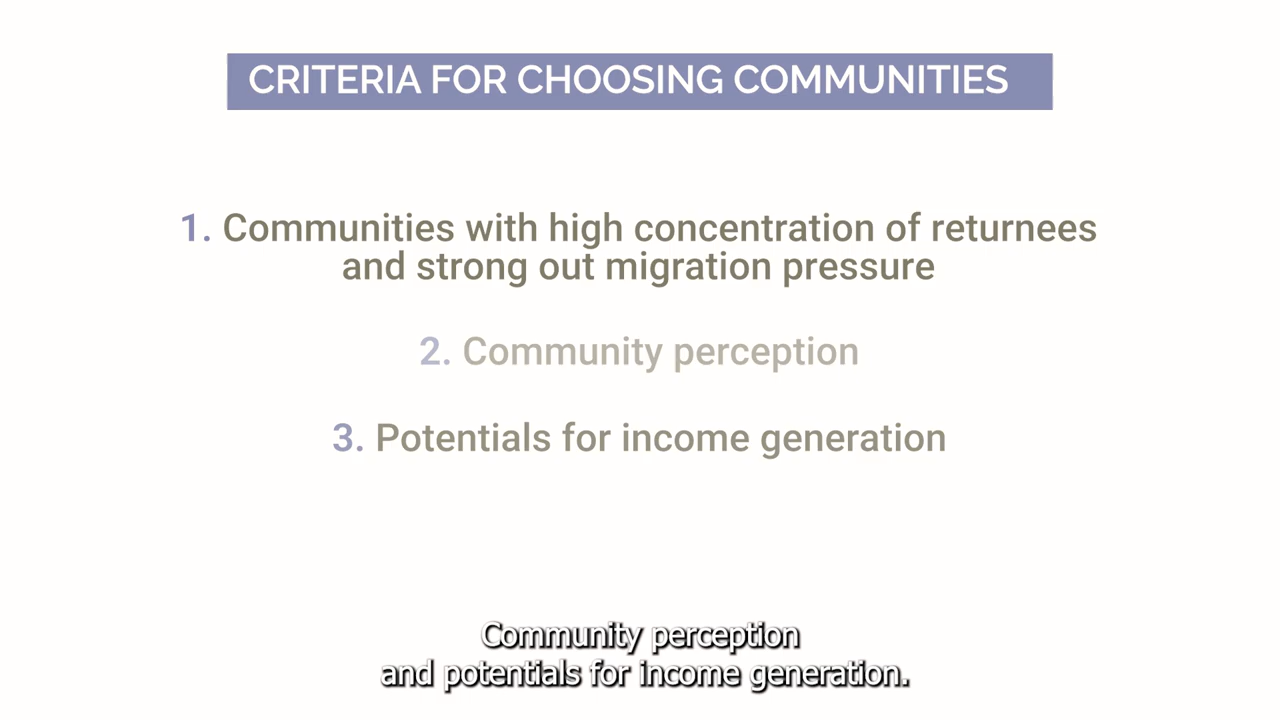 CRITERIA FOR CHOOSING COMMUNITIES
1. Communities with high concentration of returnees
and strong out migration pressure
2. Community perception
3. Potentials for income generation
Community perception
and potentials for income generation.